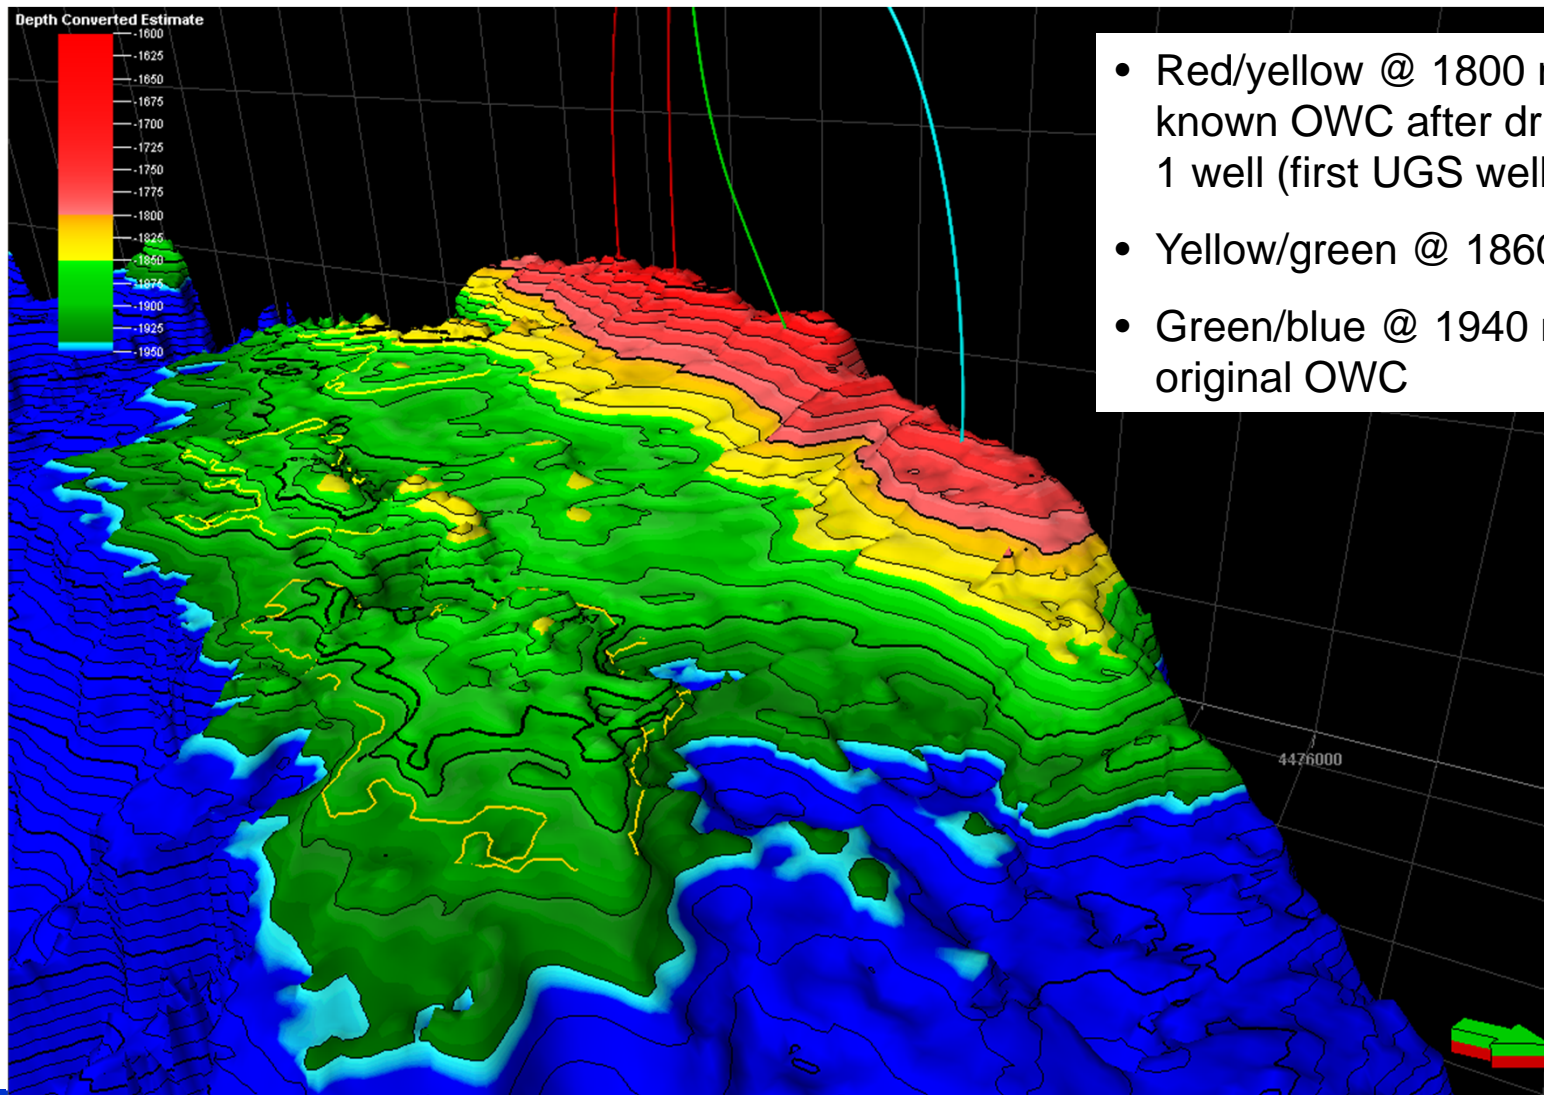 Depth Converted Estimate
-1600
-1625
-1650
-1675
-1700
-1725
-1750
-1775
-1800
-1825
-1850
-1875
-1900
-1925
-1950
• Red/yellow @ 1800
known OWC after dr
1 well (first UGS well
• Yellow/green @ 1860
• Green/blue @ 1940
original OWC
4476000